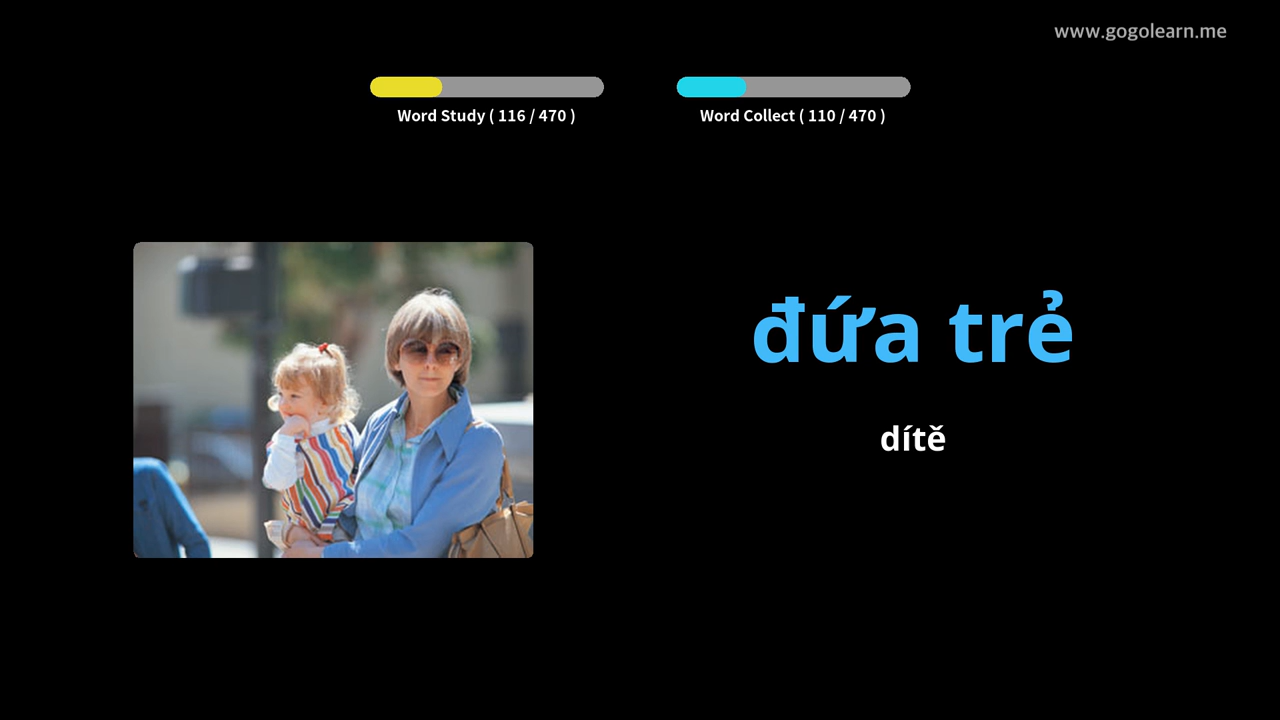 www.gogolearn.me
Word Study ( 116 / 470 )
Word Collect ( 110 / 470 )
đứa trẻ
dítě